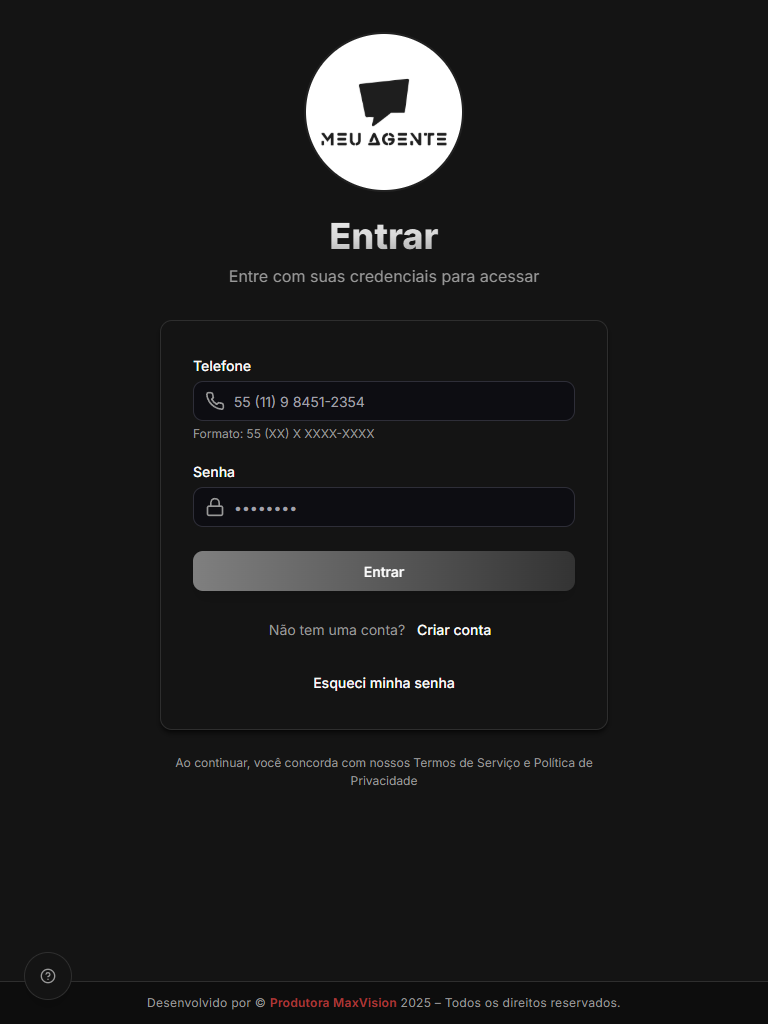 MEU AGENTE
Entrar
Entre com suas credenciais para acessar
Telefone
55 (11) 9 8451-2354
Formato: 55 (XX) X XXXX-XXXX
Senha
••••••••
Entrar
Não tem uma conta? Criar conta
Esqueci minha senha
Ao continuar, você concorda com nossos Termos de Serviço e Política de
Privacidade
Desenvolvido por © Produtora MaxVision 2025 – Todos os direitos reservados.